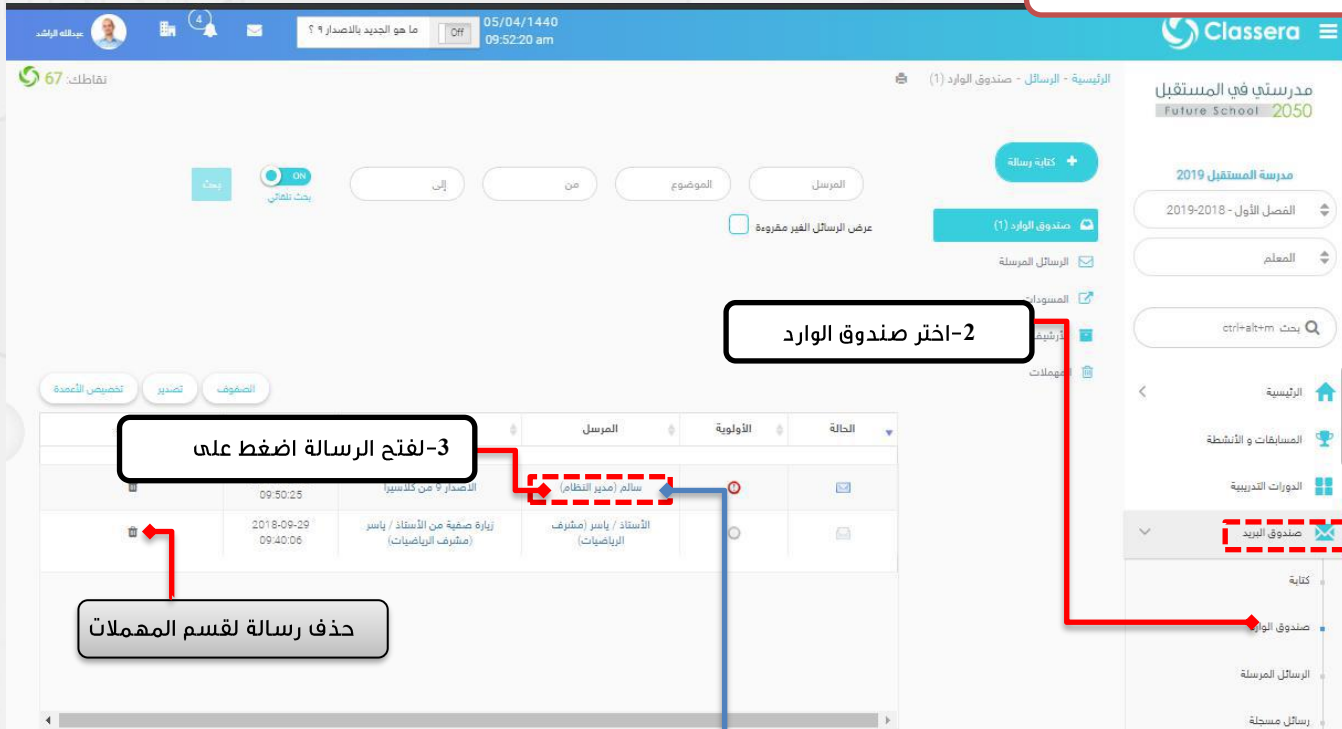 Classera
05/04/1440
09:52:20 am
Off
ما هو الجديد بالاصدار ٩ ؟
4
عبدالله الراشد
مدرستي في المستقبل
Future School 2050
مدرسة المستقبل 2019
الفصل الأول - 2018-2019
المعلم
بحث ctrl+alt+m
الرئيسية
المسابقات و الأنشطة
الدورات التدريبية
صندوق البريد
كتابة
صندوق الوارد
الرسائل المرسلة
رسائل مسجلة
الرئيسية - الرسائل - صندوق الوارد (1)
نقاطك: 67
+ كتابة رسالة
صندوق الوارد (1)
الرسائل المرسلة
المسودات
المهملات
المرسل
الموضوع
من
إلى
ON
بحث تلقائي
بحث
عرض الرسائل الغير مقروءة
2-اختر صندوق الوارد
الصفوف
تصدير
تخصيص الأعمدة
الحالة
الأولوية
المرسل
3-لفتح الرسالة اضغط على
سالم (مدير النظام)
الاصدار 9 من كلاسيرا
09:50:25
الأستاذ / ياسر (مشرف
الرياضيات)
زيارة صفية من الأستاذ / ياسر
(مشرف الرياضيات)
2018-09-29
09:40:06
حذف رسالة لقسم المهملات